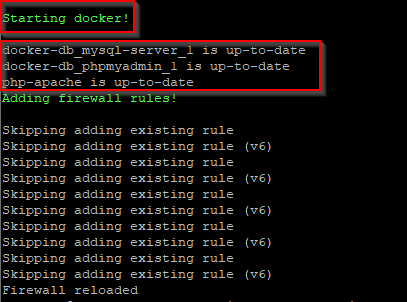 Starting docker!
docker-db_mysql-server_1 is up-to-date
docker-db_phpmyadmin_1 is up-to-date
php-apache is up-to-date
Adding firewall rules!
Skipping adding existing rule
Skipping adding existing rule (v6)
Skipping adding existing rule
Skipping adding existing rule (v6)
Skipping adding existing rule
Skipping adding existing rule (v6)
Skipping adding existing rule
Skipping adding existing rule (v6)
Skipping adding existing rule
Skipping adding existing rule (v6)
Firewall reloaded